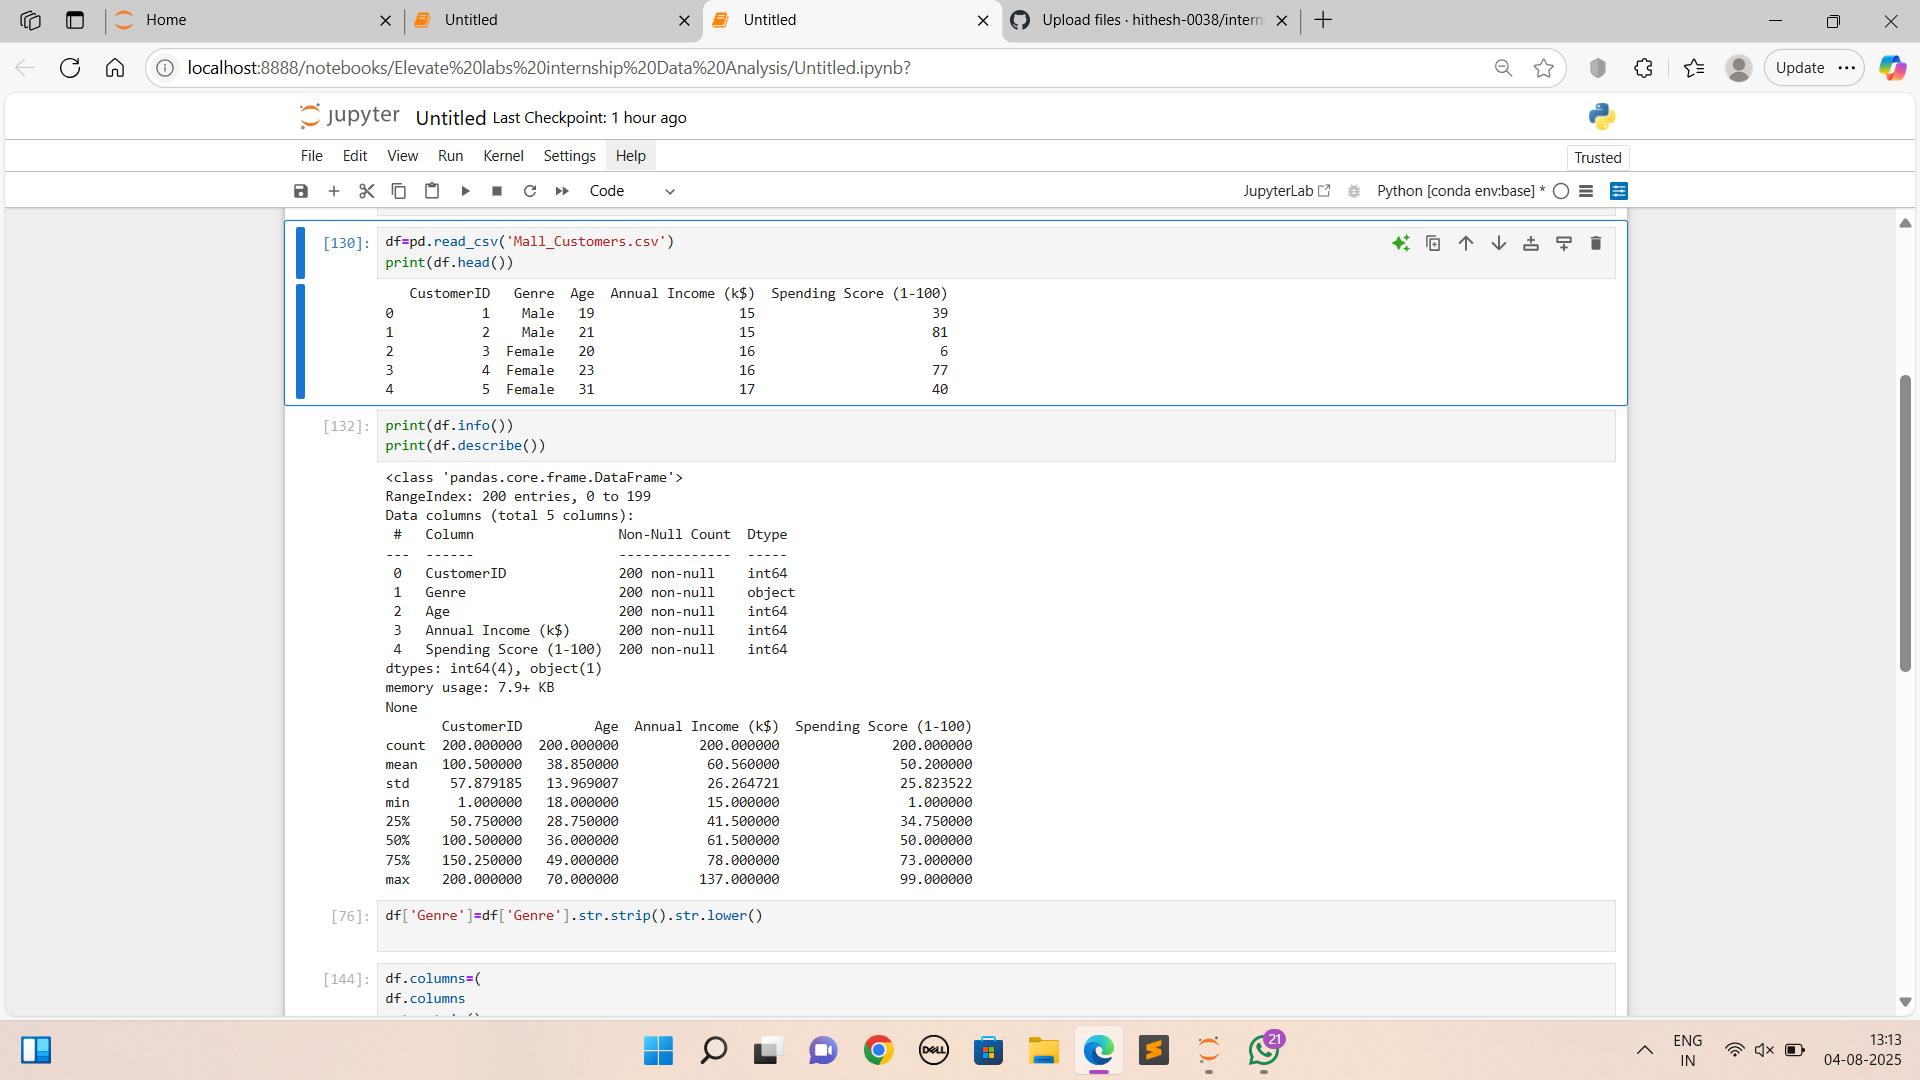 Home
Untitled
Untitled
Upload files · hithesh-0038/intern
localhost:8888/notebooks/Elevate%20labs%20internship%20Data%20Analysis/Untitled.ipynb?
Update
jupyter Untitled Last Checkpoint: 1 hour ago
File Edit View Run Kernel Settings Help
Trusted
Code
JupyterLab
Python [conda env:base] *
[130]: df=pd.read_csv('Mall_Customers.csv')
print(df.head())
CustomerID Genre Age Annual Income (k$) Spending Score (1-100)
0 1 Male 19 15 39
1 2 Male 21 15 81
2 3 Female 20 16 6
3 4 Female 23 16 77
4 5 Female 31 17 40
[132]: print(df.info())
print(df.describe())
<class 'pandas.core.frame.DataFrame'>
RangeIndex: 200 entries, 0 to 199
Data columns (total 5 columns):
# Column Non-Null Count Dtype
--- ------ -------------- -----
0 CustomerID 200 non-null int64
1 Genre 200 non-null object
2 Age 200 non-null int64
3 Annual Income (k$) 200 non-null int64
4 Spending Score (1-100) 200 non-null int64
dtypes: int64(4), object(1)
memory usage: 7.9+ KB
None
CustomerID Age Annual Income (k$) Spending Score (1-100)
count 200.000000 200.000000 200.000000 200.000000
mean 100.500000 38.850000 60.560000 50.200000
std 57.879185 13.969007 26.264721 25.823522
min 1.000000 18.000000 15.000000 1.000000
25% 50.750000 28.750000 41.500000 34.750000
50% 100.500000 36.000000 61.500000 50.000000
75% 150.250000 49.000000 78.000000 73.000000
max 200.000000 70.000000 137.000000 99.000000
[76]: df['Genre']=df['Genre'].str.strip().str.lower()
[144]: df.columns=(
df.columns
DELL
21
ENG
IN
13:13
04-08-2025